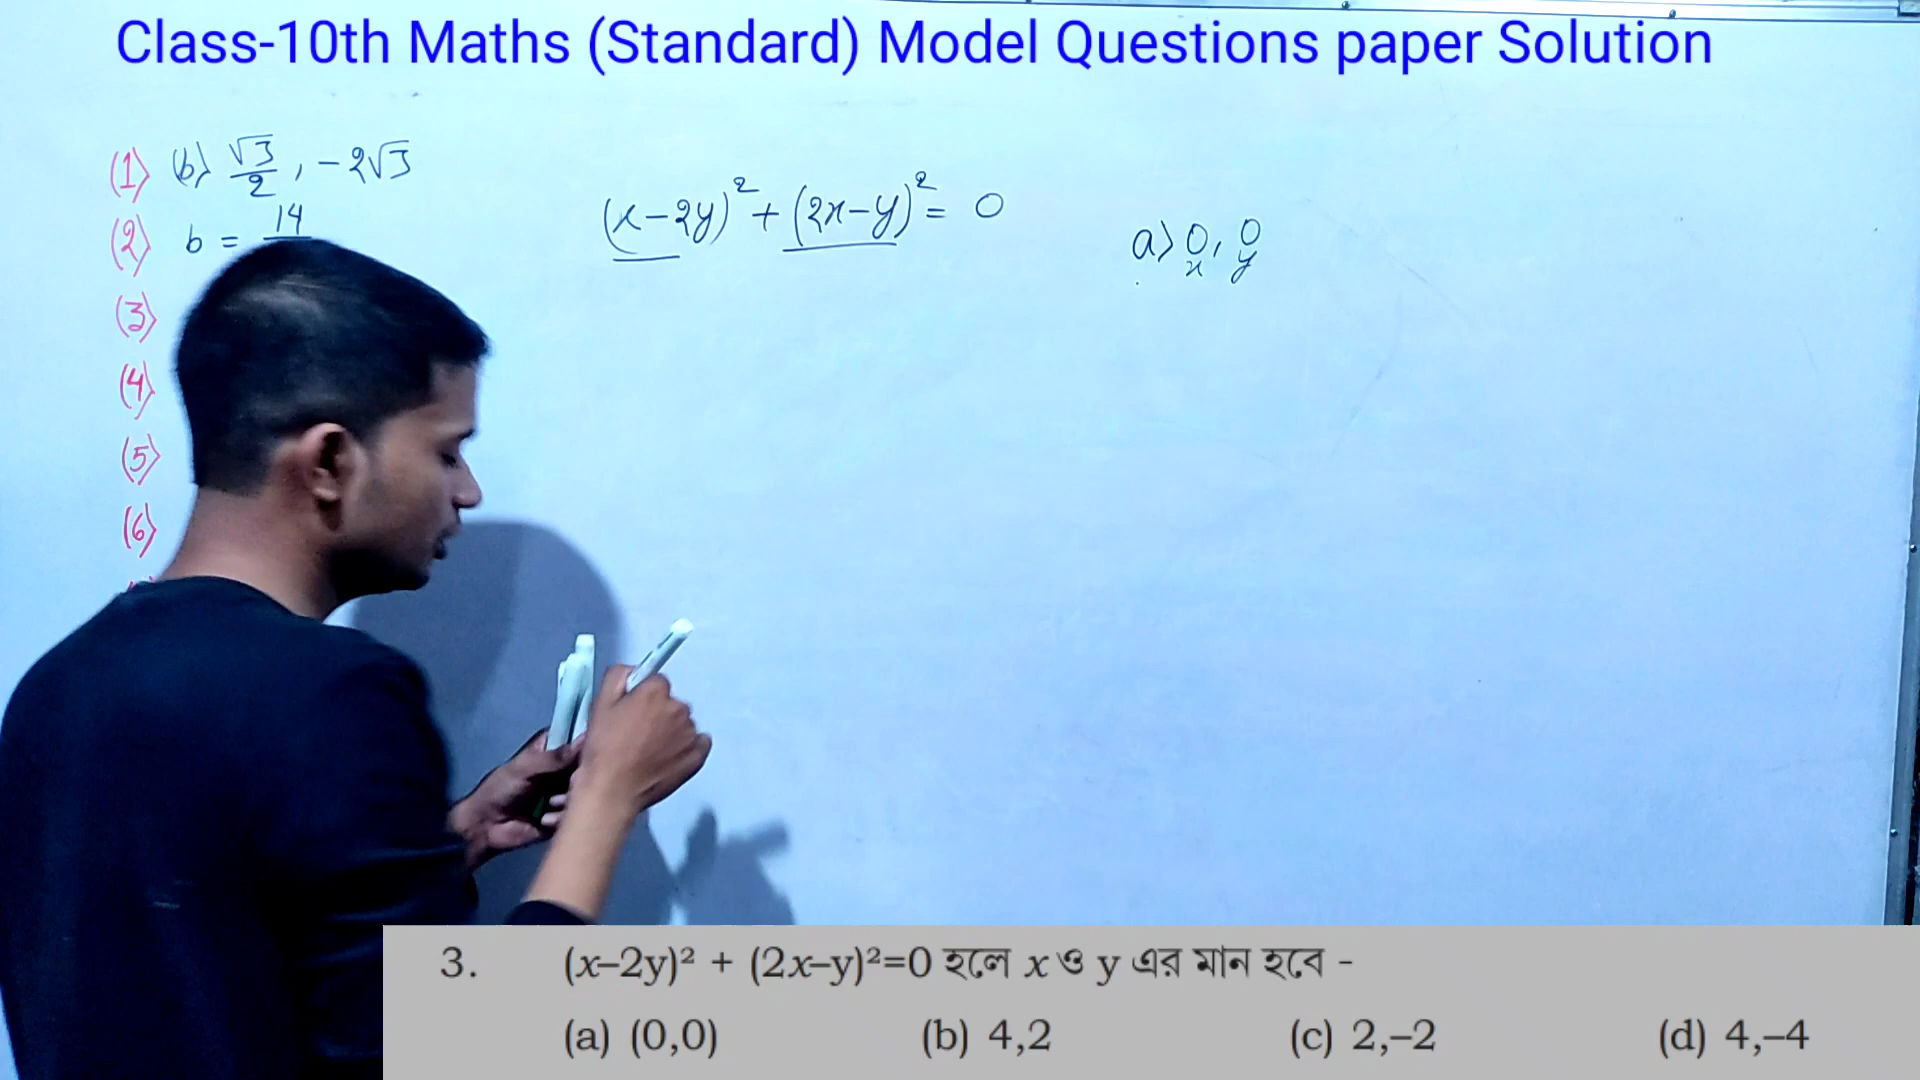 Class-10th Maths (Standard) Model Questions paper Solution
(1) (b) √3/2, -2√3
(2) b = 14
(x-2y)² + (2x-y)² = 0
a) 0, 0
x y
(3)
(4)
(5)
(6)
3. (x–2y)² + (2x–y)²=0 হলে x ও y এর মান হবে -
(a) (0,0) (b) 4,2 (c) 2,–2 (d) 4,–4